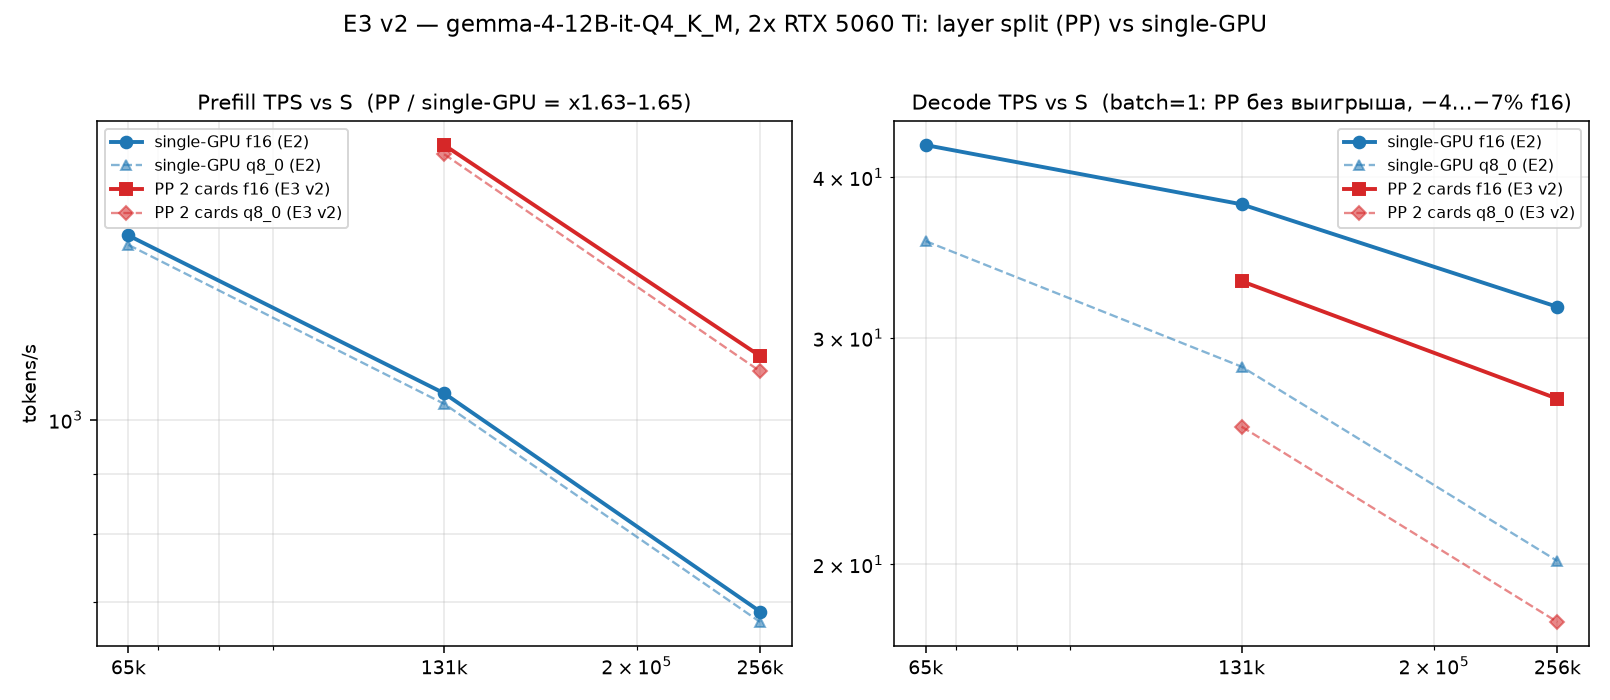 E3 v2 — gemma-4-12B-it-Q4_K_M, 2x RTX 5060 Ti: layer split (PP) vs single-GPU
Prefill TPS vs S (PP / single-GPU = x1.63–1.65)
single-GPU f16 (E2)
single-GPU q8_0 (E2)
PP 2 cards f16 (E3 v2)
PP 2 cards q8_0 (E3 v2)
tokens/s
10³
65k
131k
2 × 10⁵
256k
Decode TPS vs S (batch=1: PP без выигрыша, −4...−7% f16)
single-GPU f16 (E2)
single-GPU q8_0 (E2)
PP 2 cards f16 (E3 v2)
PP 2 cards q8_0 (E3 v2)
4 × 10¹
3 × 10¹
2 × 10¹
65k
131k
2 × 10⁵
256k